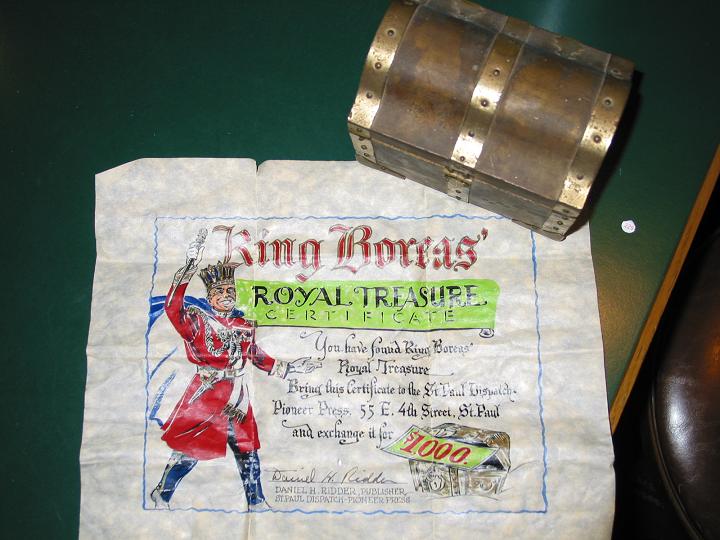 King Boreas'
ROYAL TREASURE
CERTIFICATE
You have found King Boreas'
Royal Treasure
Bring this Certificate to the St. Paul Dispatch-
Pioneer Press, 55 E. 4th Street, St. Paul
and exchange it for
$1000.
Daniel H. Ridder
DANIEL H. RIDDER, PUBLISHER
ST. PAUL DISPATCH-PIONEER PRESS